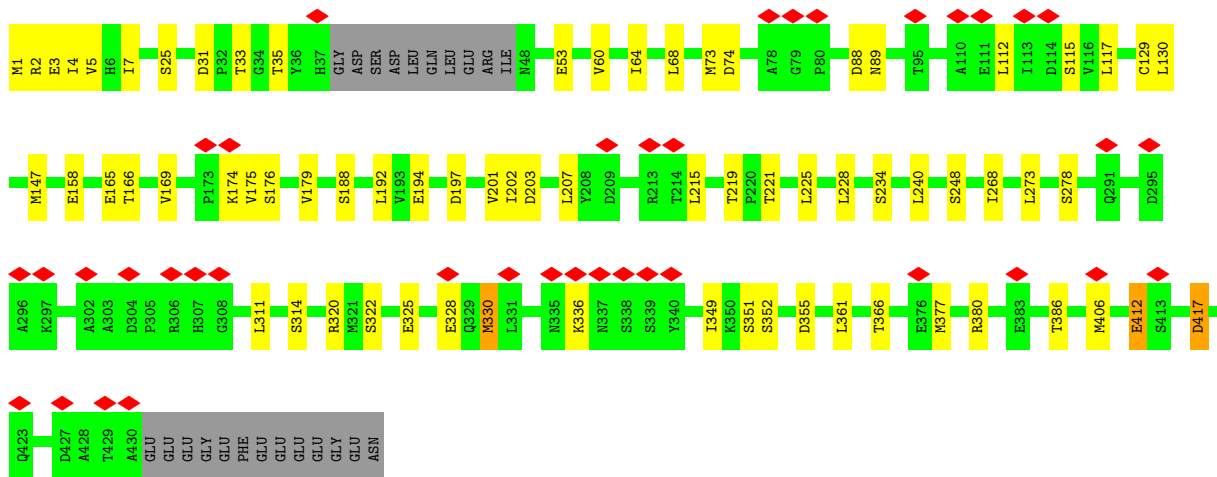 M1 R2 E3 I4 V5 H6 I7 S25 D31 P32 T33 G34 T35 Y36 H37 GLY ASP SER ASP LEU GLN LEU GLU ARG ILE N48 E53 V60 I64 L68 M73 D74 A78 G79 P80 D88 N89 T95 A110 E111 L112 I113 D114 S115 V116 L117 C129 L130
M147 E158 E165 T166 V169 P173 K174 V175 S176 V179 S188 L192 V193 E194 D197 V201 I202 D203 L207 Y208 D209 R213 T214 L215 T219 P220 T221 L225 L228 S234 L240 S248 I268 L273 S278 Q291 D295
A296 K297 A302 A303 D304 P305 R306 H307 G308 L311 S314 R320 M321 S322 E325 E328 Q329 M330 L331 N335 K336 N337 S338 S339 Y340 I349 K350 S351 S352 D355 L361 T366 E376 M377 R380 E383 T386 M406 E412 S413 D417
Q423 D427 A428 T429 A430 GLU GLU GLU GLY GLU PHE GLU GLU GLU GLU GLU GLY GLU ASN